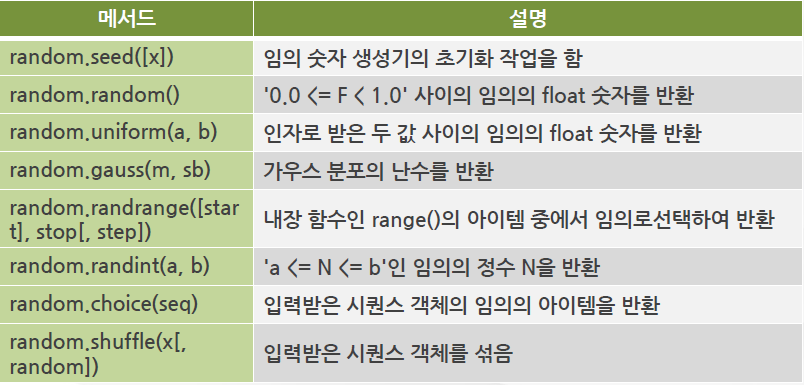 메서드
설명
random.seed([x])
임의 숫자 생성기의 초기화 작업을 함
random.random()
'0.0 <= F < 1.0' 사이의 임의의 float 숫자를 반환
random.uniform(a, b)
인자로 받은 두 값 사이의 임의의 float 숫자를 반환
random.gauss(m, sb)
가우스 분포의 난수를 반환
random.randrange([star
t], stop[, step])
내장 함수인 range()의 아이템 중에서 임의로선택하여 반환
random.randint(a, b)
'a <= N <= b'인 임의의 정수 N을 반환
random.choice(seq)
입력받은 시퀀스 객체의 임의의 아이템을 반환
random.shuffle(x[,
random])
입력받은 시퀀스 객체를 섞음